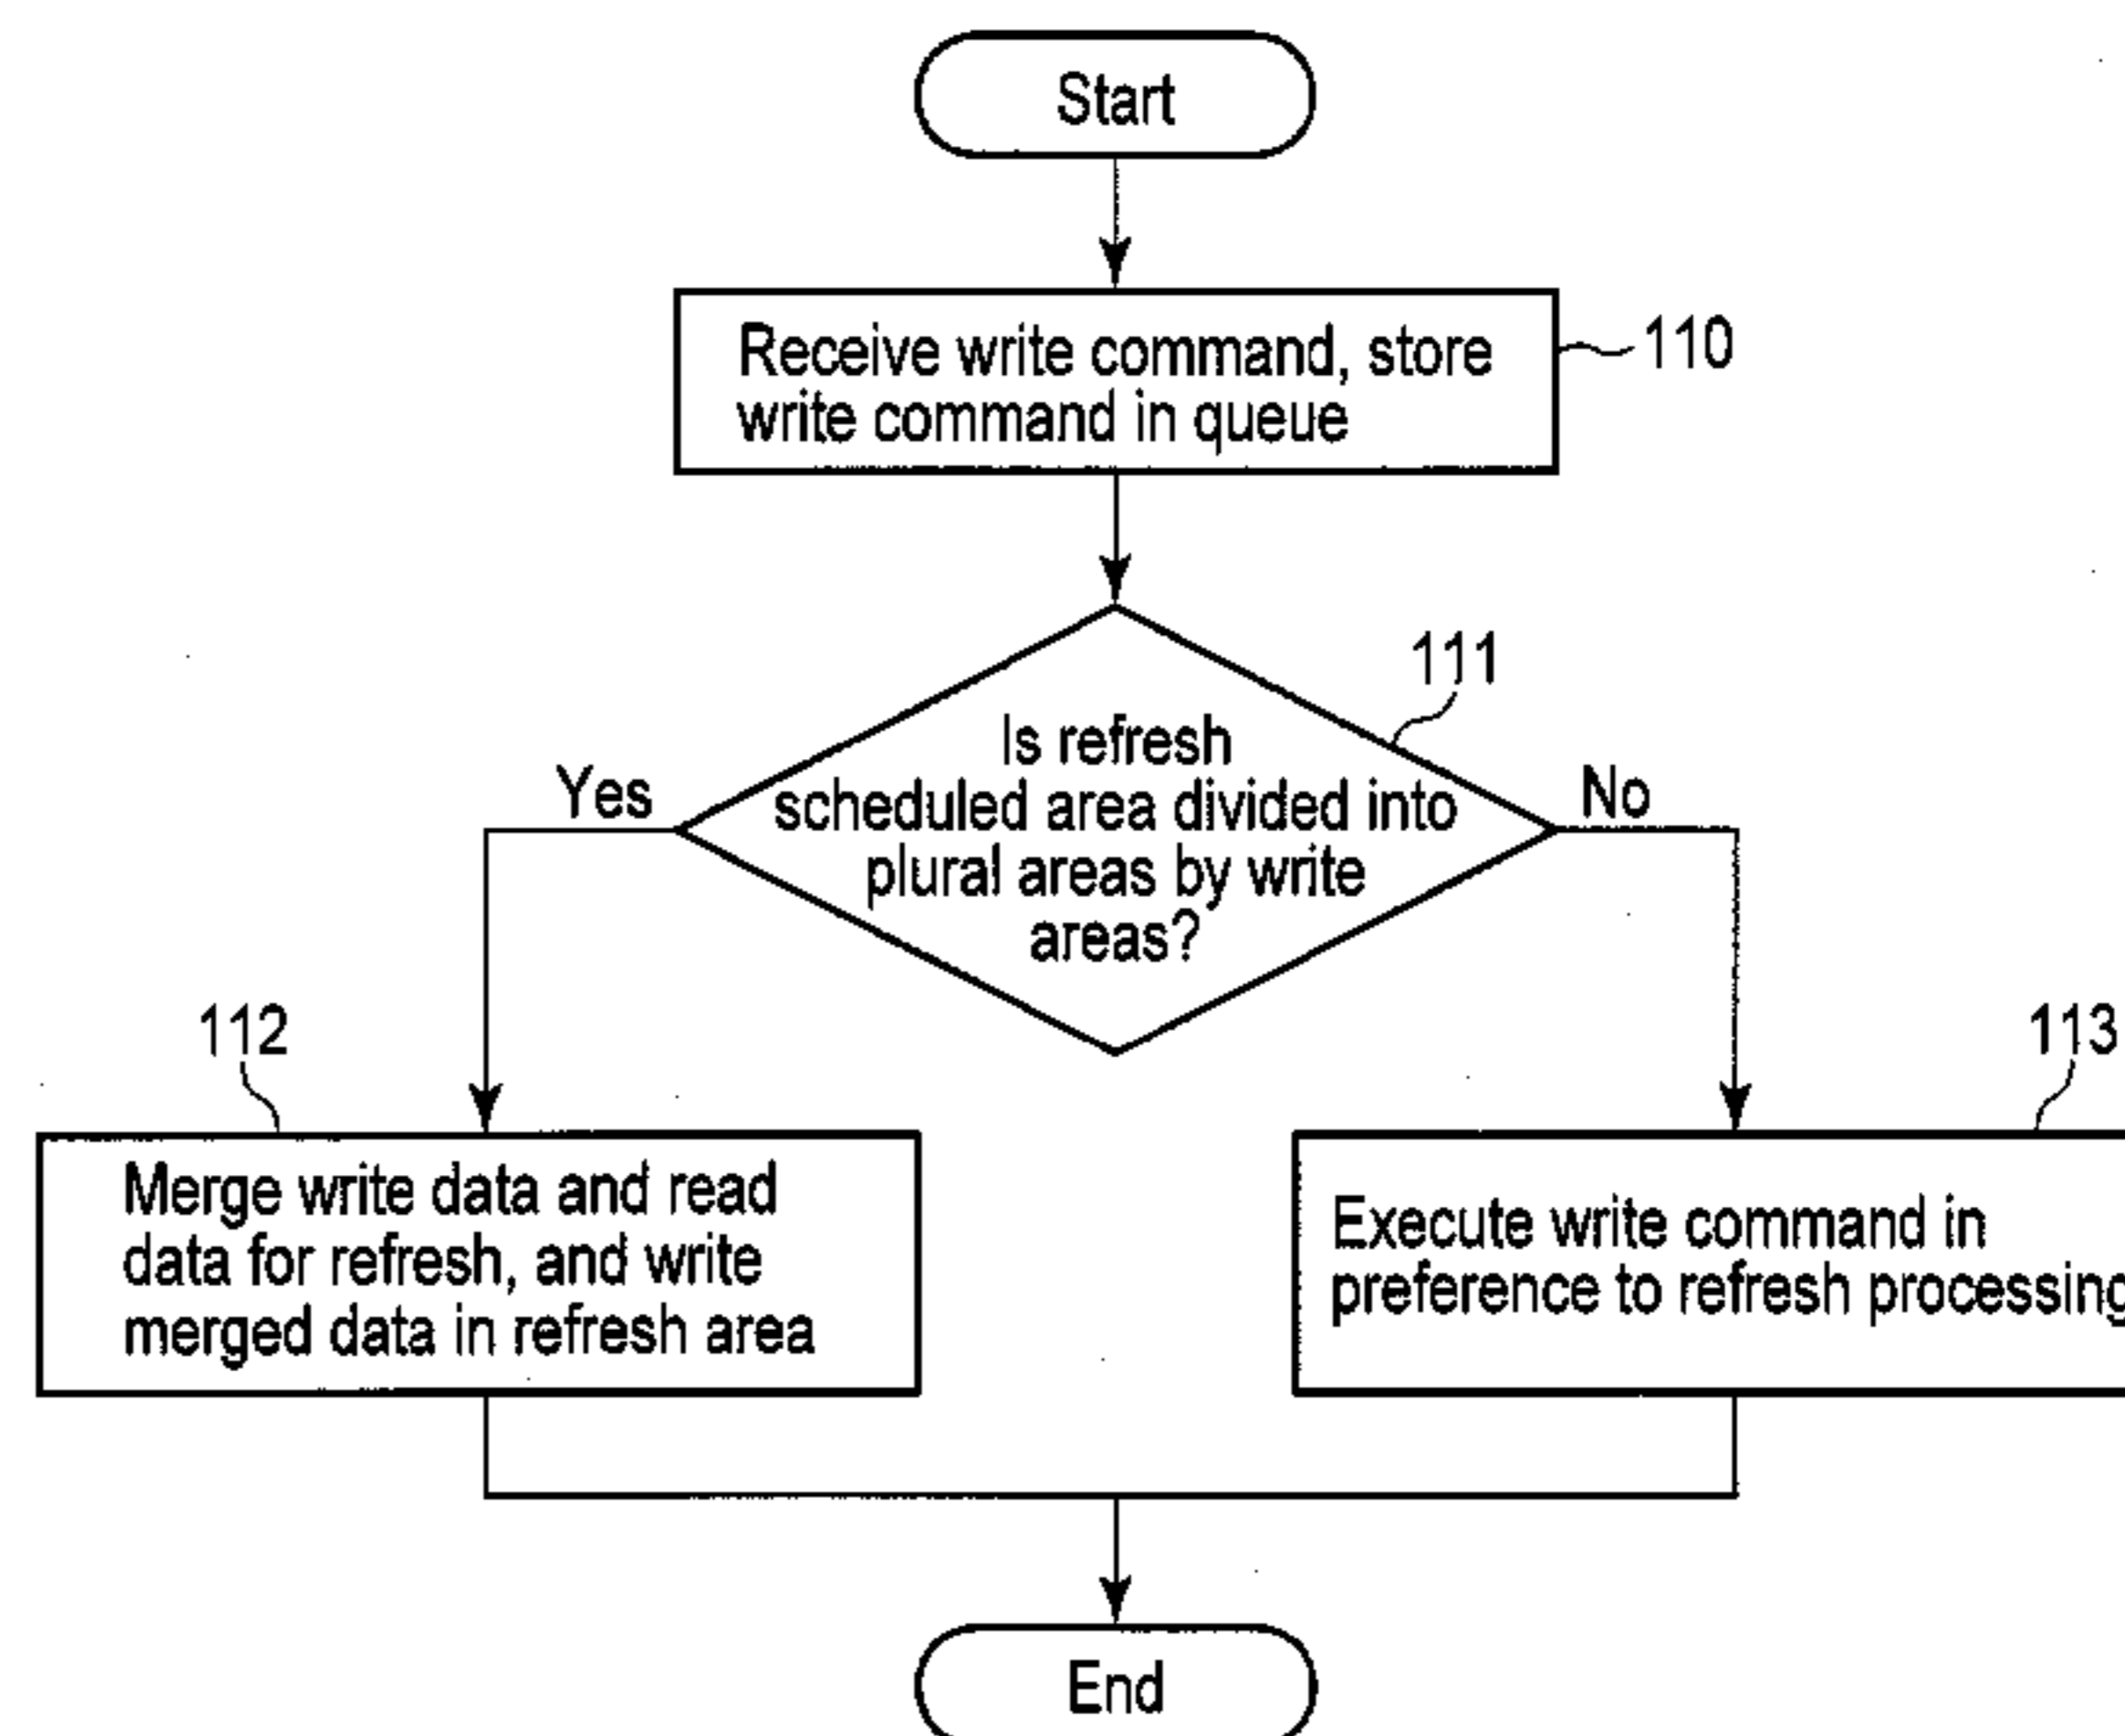 Start
Receive write command, store
write command in queue
110
111
Is refresh
scheduled area divided into
plural areas by write
areas?
Yes
No
112
113
Merge write data and read
data for refresh, and write
merged data in refresh area
Execute write command in
preference to refresh processing
End